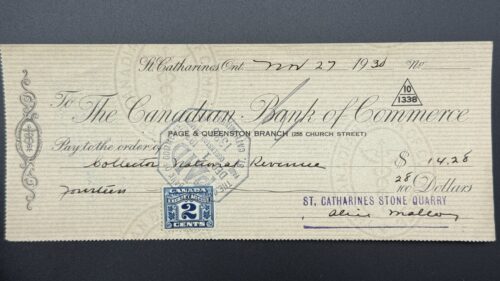 St. Catharines Ont. Nov 27 1930 No
10
1338
To The Canadian Bank of Commerce
PAGE & QUEENSTON BRANCH (256 CHURCH STREET)
Pay to the order of
Collector National Revenue $ 14.28
Fourteen 28/100 Dollars
CANADA
2
CENTS
ST. CATHARINES STONE QUARRY